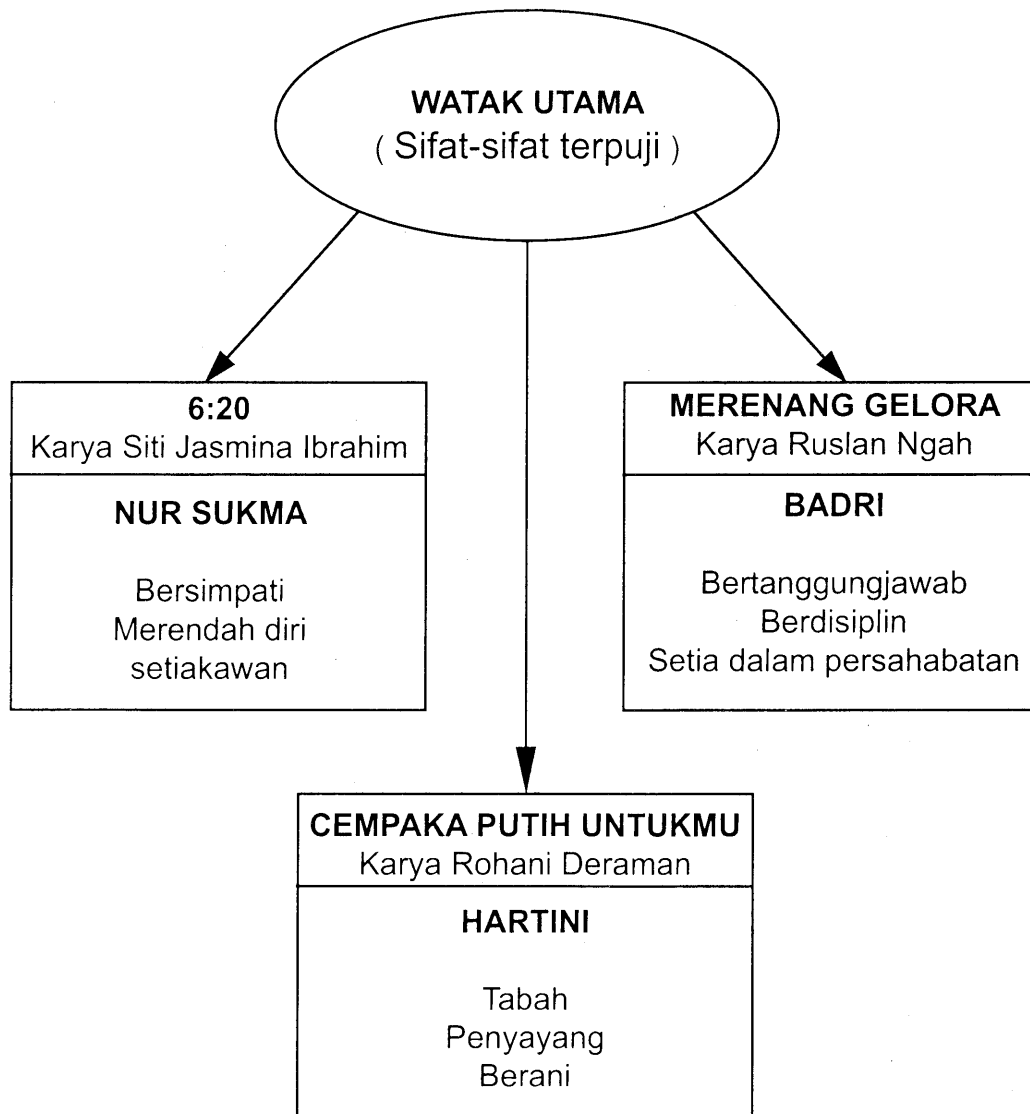 WATAK UTAMA
( Sifat-sifat terpuji )
6:20
Karya Siti Jasmina Ibrahim
NUR SUKMA
Bersimpati
Merendah diri
setiakawan
MERENANG GELORA
Karya Ruslan Ngah
BADRI
Bertanggungjawab
Berdisiplin
Setia dalam persahabatan
CEMPAKA PUTIH UNTUKMU
Karya Rohani Deraman
HARTINI
Tabah
Penyayang
Berani